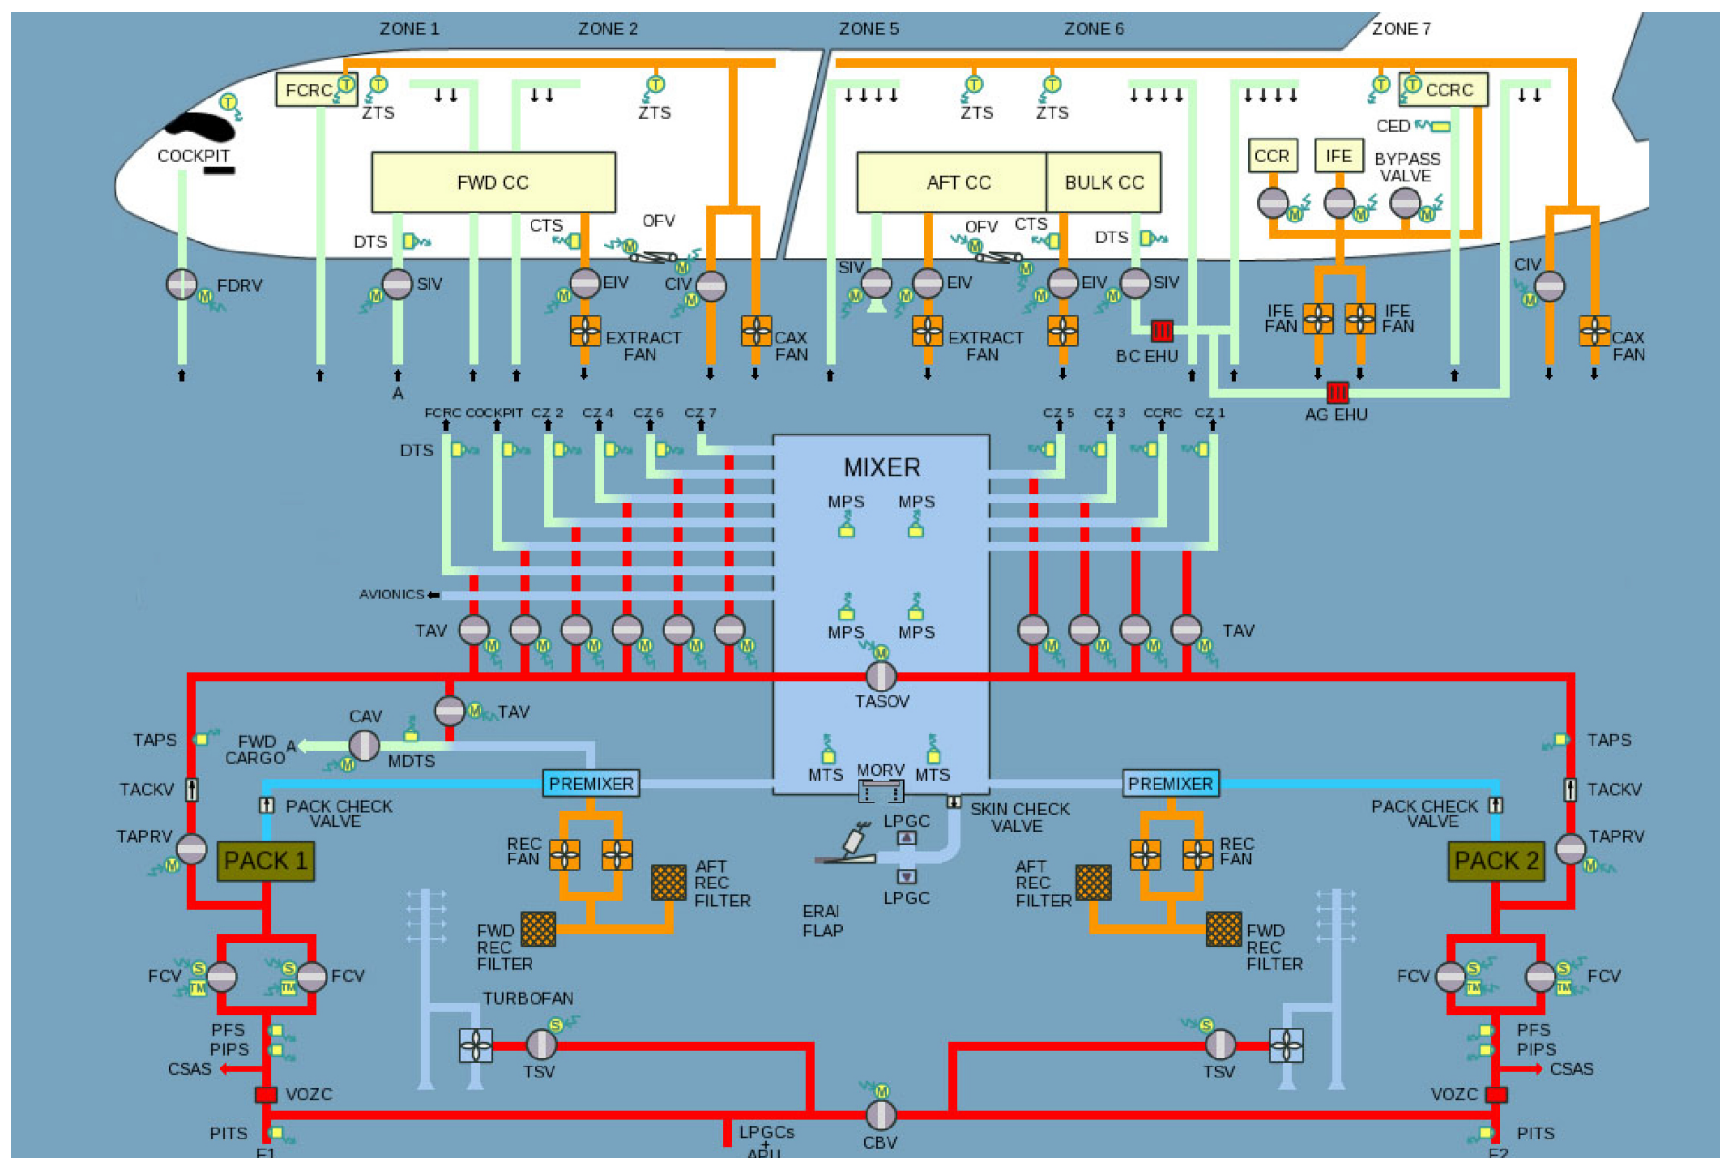 ZONE 1
ZONE 2
ZONE 5
ZONE 6
ZONE 7
FCRC
T
T
T
T
T
T
T
T
CCRC
ZTS
ZTS
ZTS
ZTS
CED
COCKPIT
FWD CC
AFT CC
BULK CC
CCR
IFE
BYPASS
VALVE
M
M
M
DTS
CTS
OFV
OFV
CTS
DTS
M
M
M
M
FDRV
SIV
EIV
CIV
SIV
EIV
EIV
SIV
CIV
M
M
M
M
M
M
M
M
M
EXTRACT
FAN
CAX
FAN
EXTRACT
FAN
BC EHU
IFE
FAN
IFE
FAN
CAX
FAN
A
AG EHU
FCRC
COCKPIT
CZ 2
CZ 4
CZ 6
CZ 7
CZ 5
CZ 3
CCRC
CZ 1
DTS
MIXER
MPS
MPS
AVIONICS
TAV
M
M
M
M
M
M
MPS
MPS
M
M
M
M
TAV
M
TASOV
CAV
M
TAV
TAPS
FWD
CARGO
A
M
MDTS
MTS
MORV
MTS
TAPS
TACKV
PACK CHECK
VALVE
PREMIXER
PREMIXER
PACK CHECK
VALVE
TACKV
LPGC
SKIN CHECK
VALVE
TAPRV
M
PACK 1
REC
FAN
AFT
REC
FILTER
LPGC
AFT
REC
FILTER
REC
FAN
PACK 2
TAPRV
M
ERAI
FLAP
FWD
REC
FILTER
FWD
REC
FILTER
FCV
S
TM
S
TM
FCV
FCV
S
TM
S
TM
FCV
TURBOFAN
PFS
PIPS
CSAS
S
TSV
S
TSV
PFS
PIPS
CSAS
VOZC
M
VOZC
PITS
LPGCs
+
APU
CBV
PITS
E1
E2